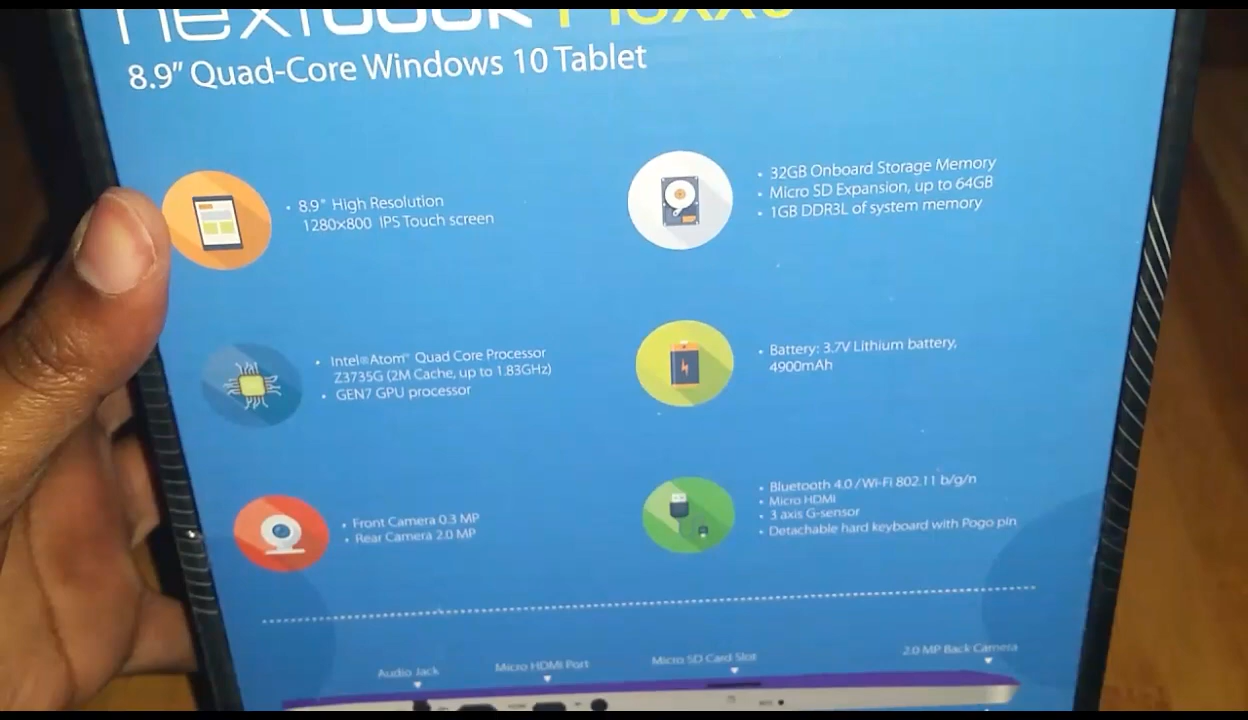 nextbook Flexx8
8.9" Quad-Core Windows 10 Tablet
• 8.9" High Resolution
1280x800 IPS Touch screen
• Intel® Atom™ Quad Core Processor
Z3735G (2M Cache, up to 1.83GHz)
• GEN7 GPU processor
• Front Camera 0.3 MP
• Rear Camera 2.0 MP
• 32GB Onboard Storage Memory
• Micro SD Expansion, up to 64GB
• 1GB DDR3L of system memory
• Battery: 3.7V Lithium battery,
4900mAh
• Bluetooth 4.0 / Wi-Fi 802.11 b/g/n
• Micro HDMI
• 3 axis G-sensor
• Detachable hard keyboard with Pogo pin
Audio Jack
Micro HDMI Port
Micro SD Card Slot
2.0 MP Back Camera